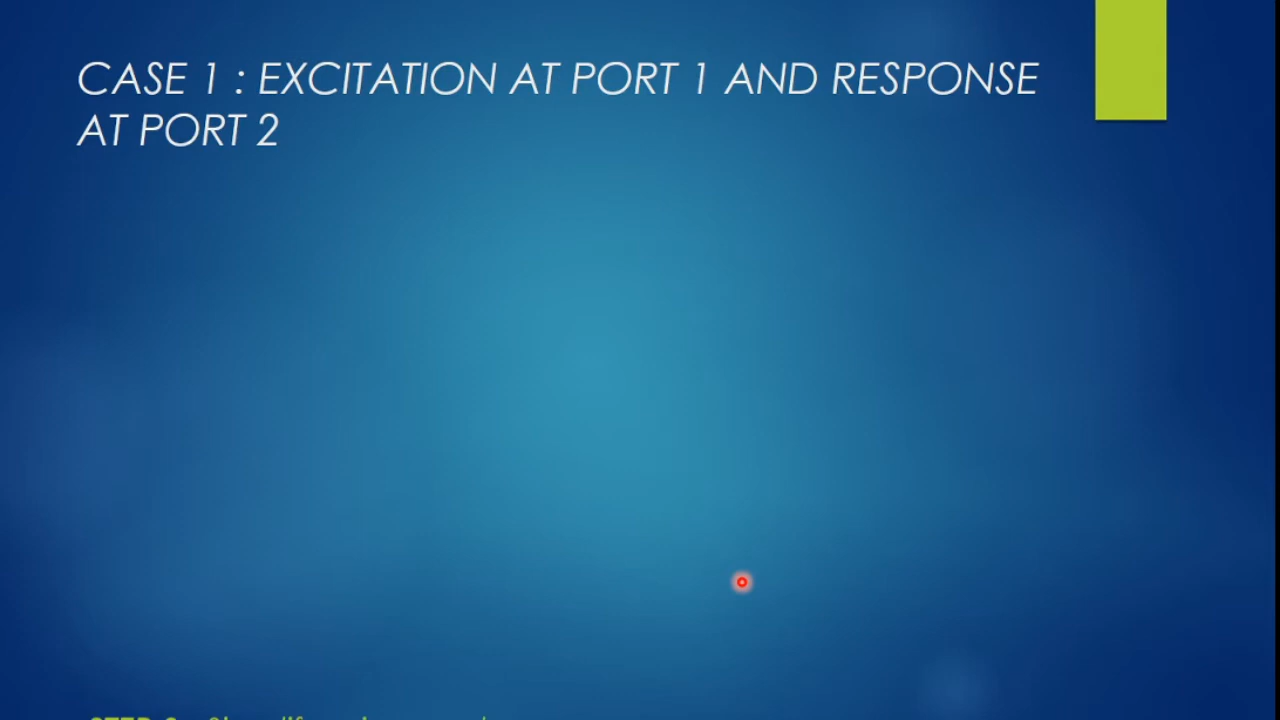 CASE 1 : EXCITATION AT PORT 1 AND RESPONSE
AT PORT 2